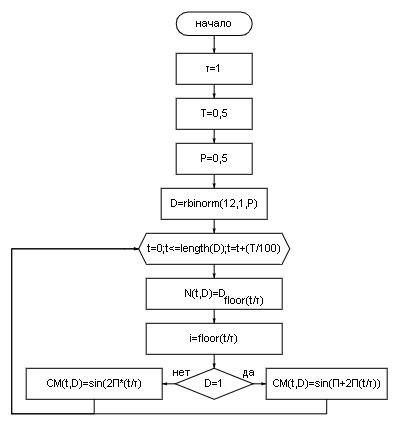 начало
τ=1
T=0,5
P=0,5
D=rbinorm(12,1,P)
t=0;t<=length(D);t=t+(T/100)
N(t,D)=D floor(t/τ)
i=floor(t/τ)
нет
D=1
да
CM(t,D)=sin(2П*(t/τ)
CM(t,D)=sin(П+2П(t/τ))